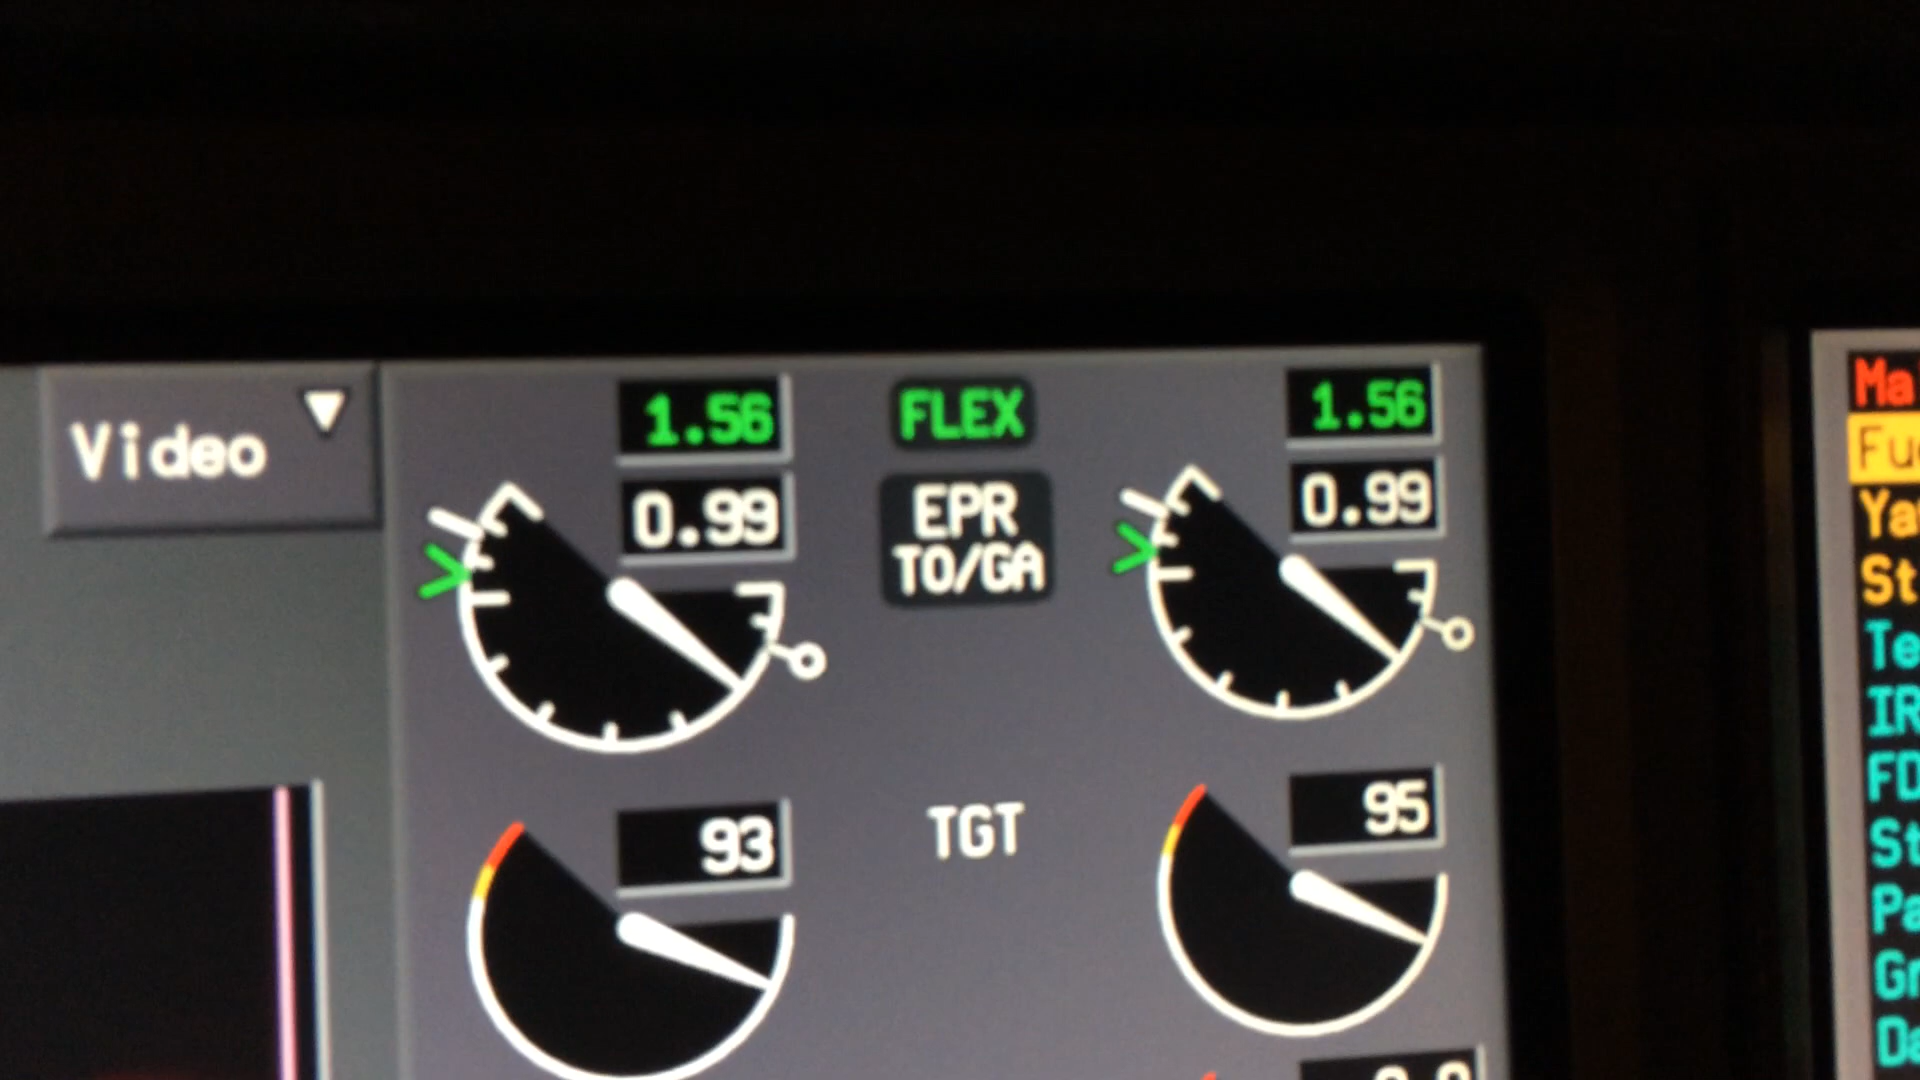 Video
1.56 FLEX 1.56
0.99 EPR 0.99
TO/GA
93 TGT 95
Ma
Fu
Ya
St
Te
IR
FD
St
Pa
Gr
Da